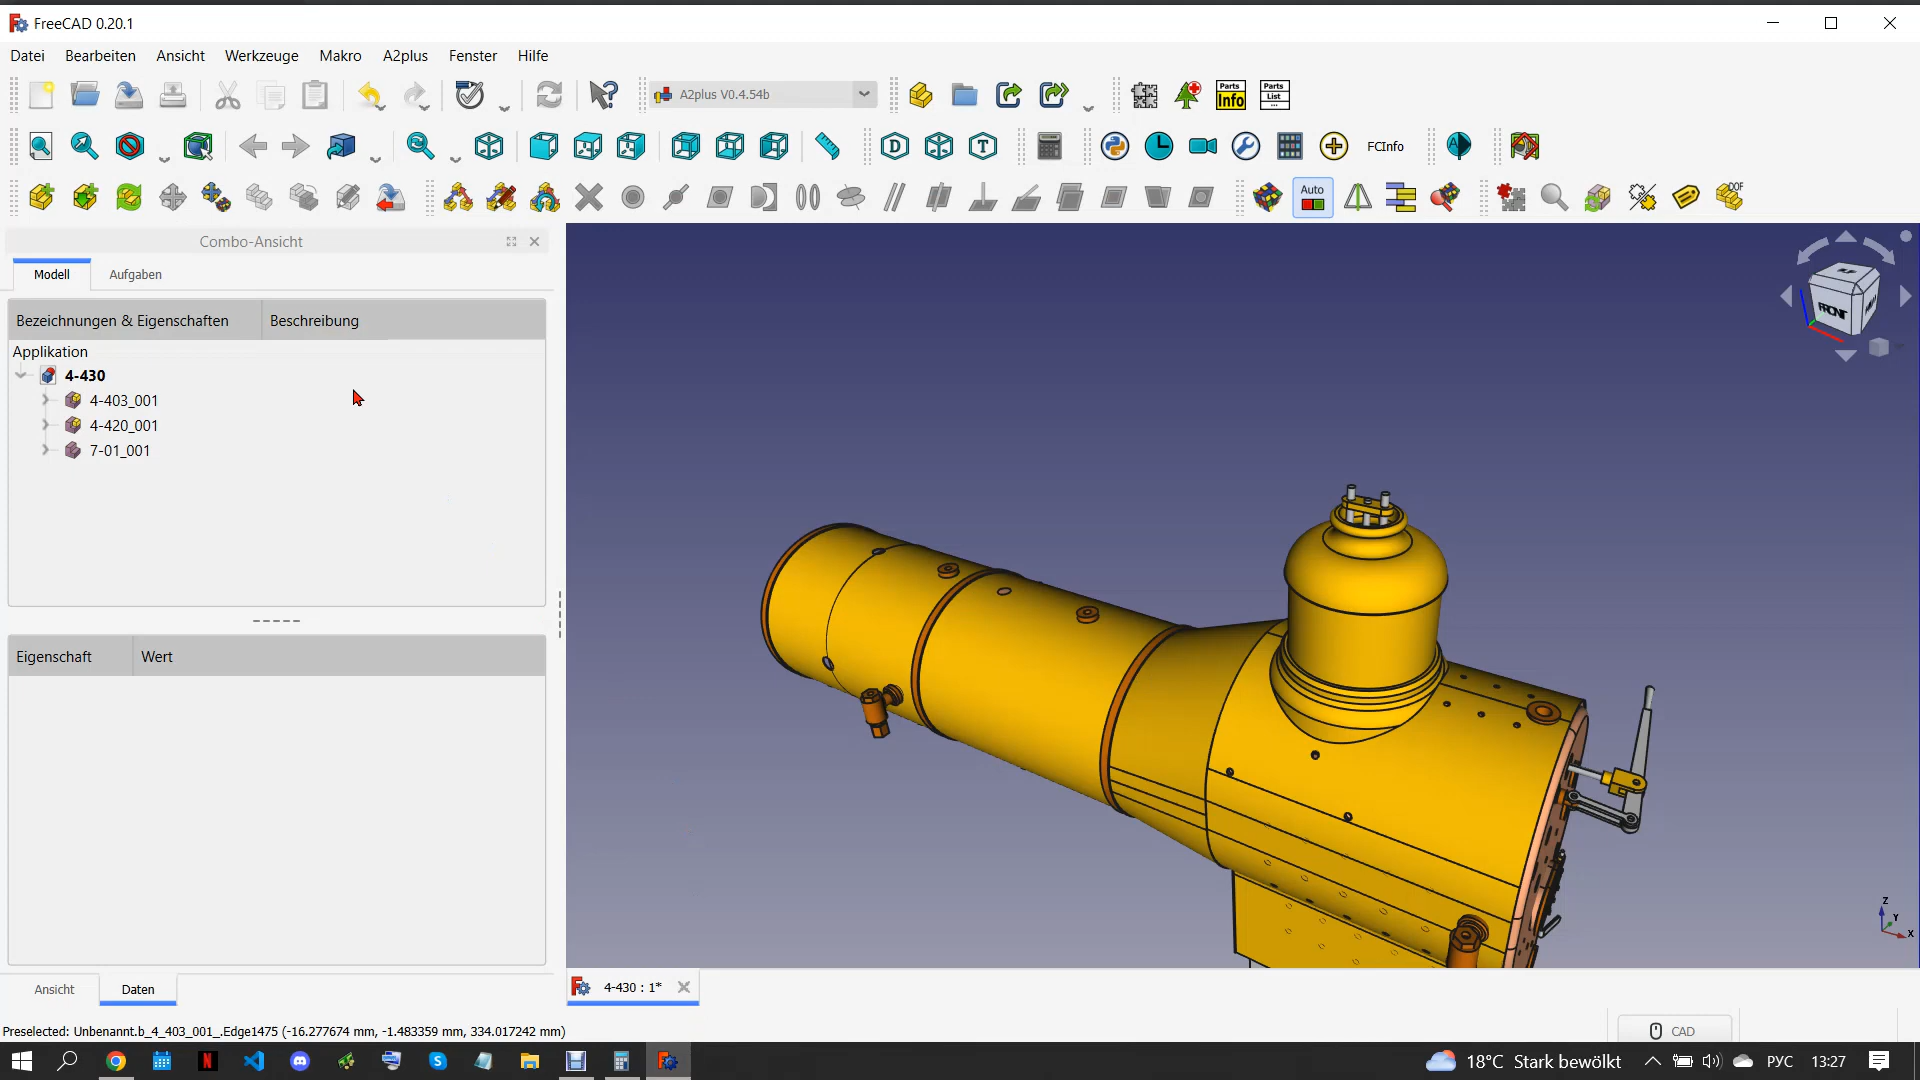 FreeCAD 0.20.1
Datei Bearbeiten Ansicht Werkzeuge Makro A2plus Fenster Hilfe
A2plus V0.4.54b
Parts Info
Parts List
D
T
FCInfo
Auto
DOF
Combo-Ansicht
Modell Aufgaben
Bezeichnungen & Eigenschaften Beschreibung
Applikation
4-430
4-403_001
4-420_001
7-01_001
Eigenschaft Wert
Ansicht Daten
FRONT
Z
Y
X
4-430 : 1*
Preselected: Unbenannt.b_4_403_001_.Edge1475 (-16.277674 mm, -1.483359 mm, 334.017242 mm)
CAD
18°C Stark bewölkt
РУС
13:27